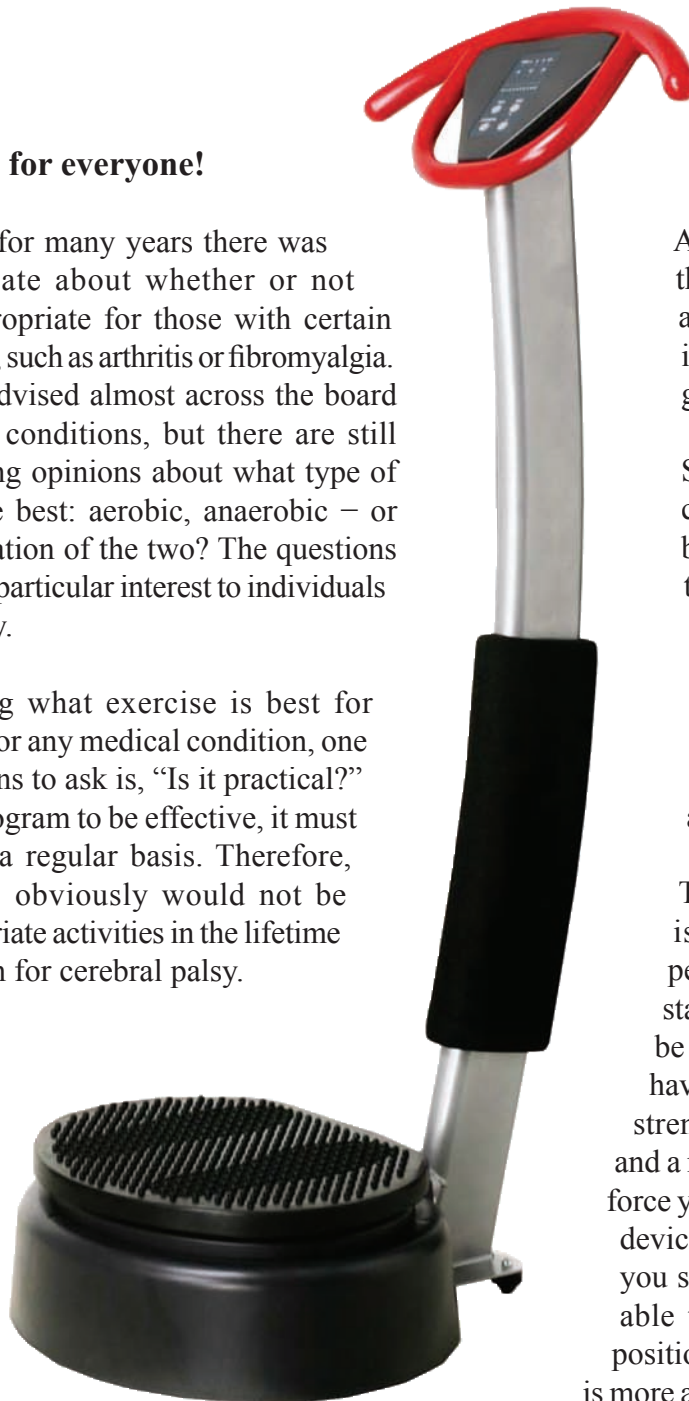 for everyone!
for many years there was
ate about whether or not
ropriate for those with certain
, such as arthritis or fibromyalgia.
dvised almost across the board
conditions, but there are still
ng opinions about what type of
e best: aerobic, anaerobic − or
ation of the two? The questions
particular interest to individuals
y.
g what exercise is best for
or any medical condition, one
ns to ask is, “Is it practical?”
ogram to be effective, it must
a regular basis. Therefore,
obviously would not be
riate activities in the lifetime
n for cerebral palsy.
A
th
a
i
g
S
c
b
t
a
T
is
pe
sta
be
hav
stren
and a
force y
devic
you s
able
position
is more a